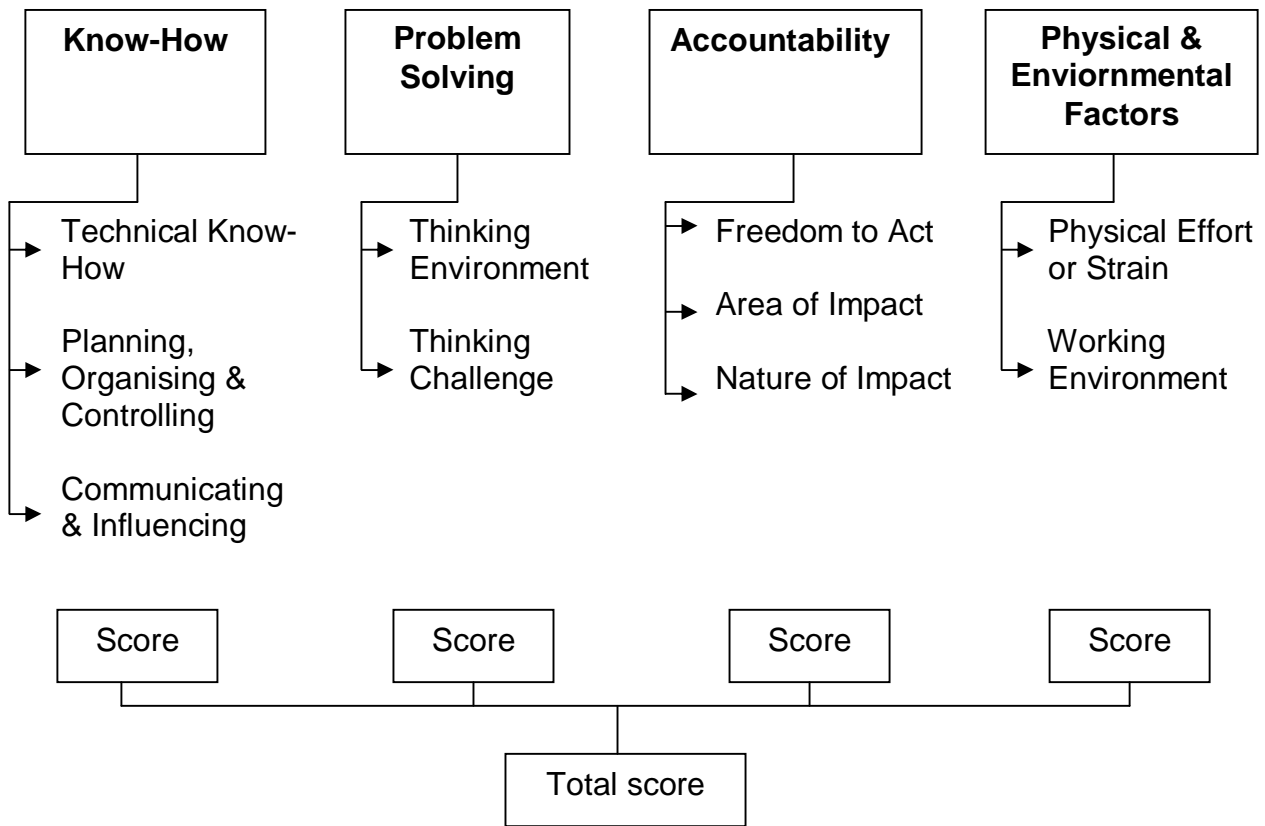 Know-How
Problem
Solving
Accountability
Physical &
Enviornmental
Factors
Technical Know-
How
Planning,
Organising &
Controlling
Communicating
& Influencing
Thinking
Environment
Thinking
Challenge
Freedom to Act
Area of Impact
Nature of Impact
Physical Effort
or Strain
Working
Environment
Score
Score
Score
Score
Total score